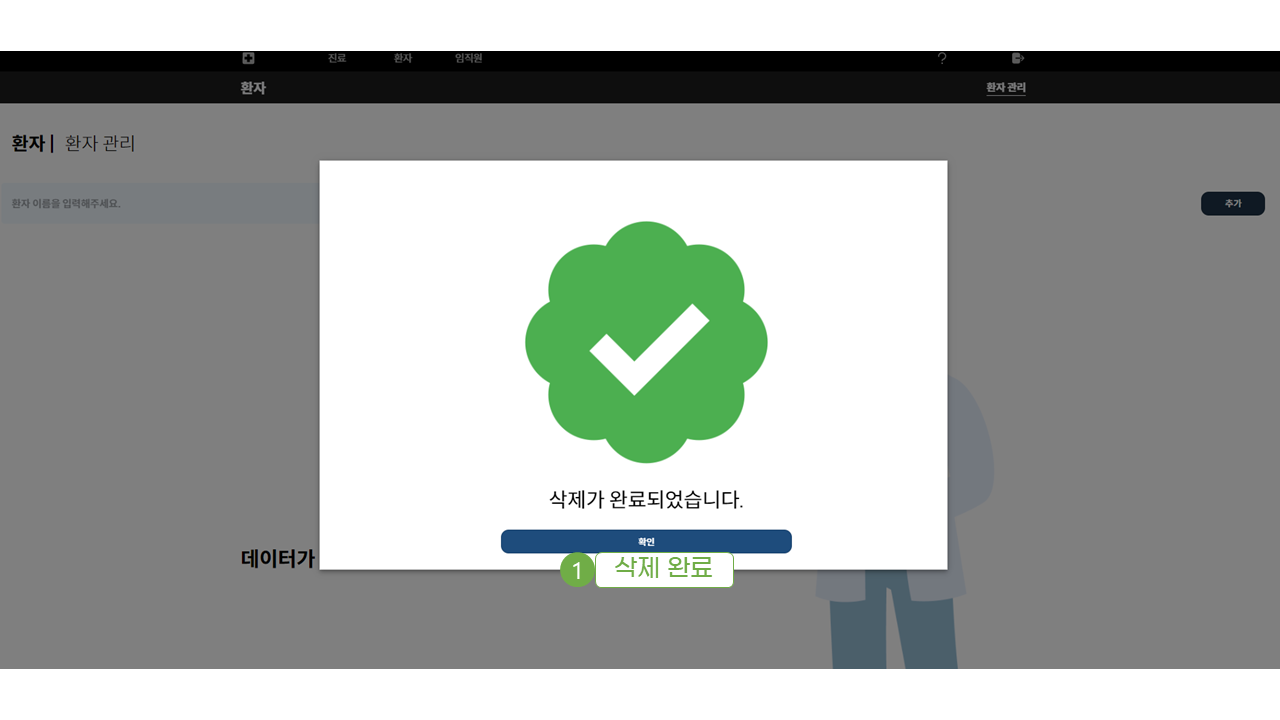 진료 환자 임직원 ?
환자 환자 관리
환자 | 환자 관리
환자 이름을 입력해주세요. 추가
삭제가 완료되었습니다.
확인
데이터가
1 삭제 완료